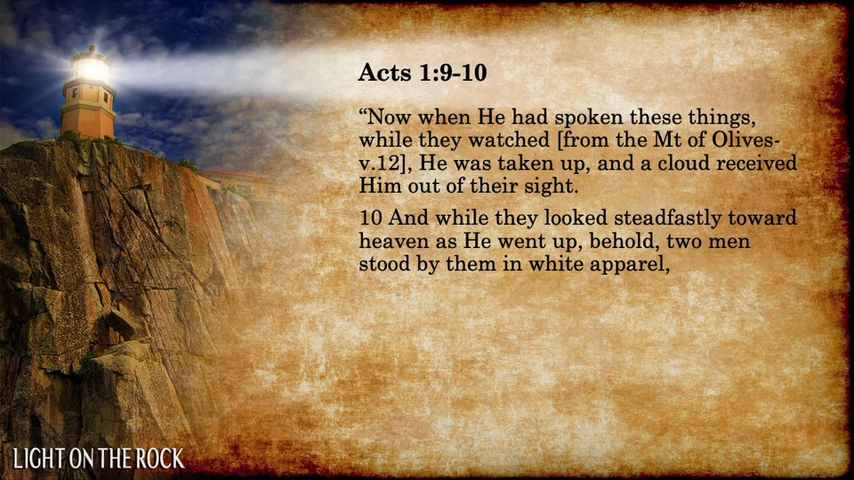 Acts 1:9-10
“Now when He had spoken these things,
while they watched [from the Mt of Olives-
v.12], He was taken up, and a cloud received
Him out of their sight.
10 And while they looked steadfastly toward
heaven as He went up, behold, two men
stood by them in white apparel,
LIGHT ON THE ROCK